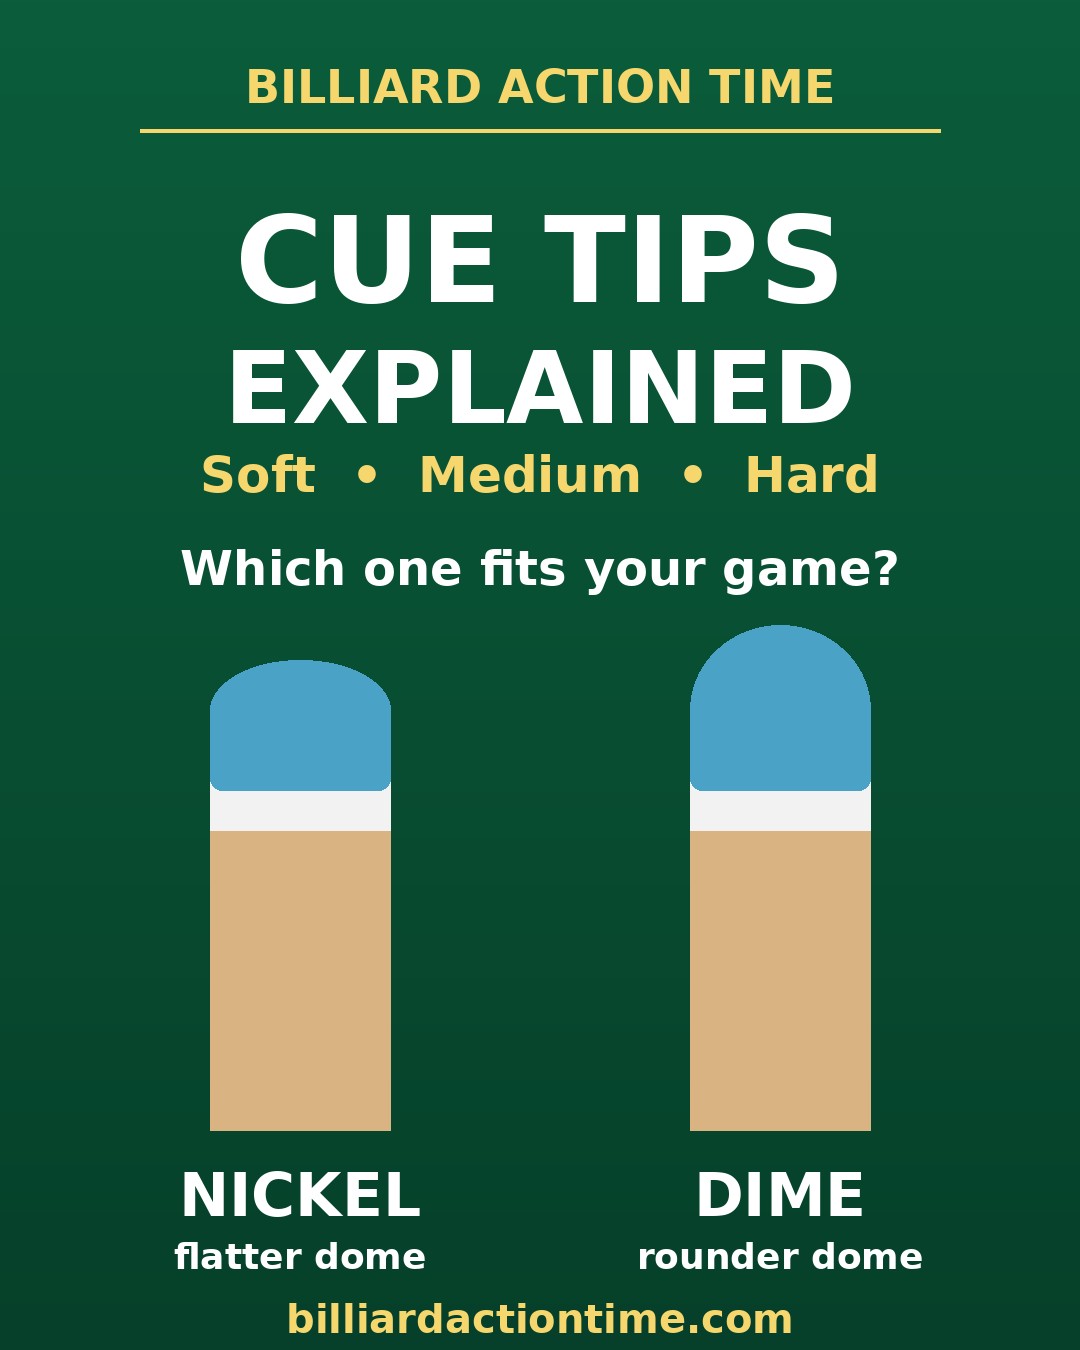 BILLIARD ACTION TIME
CUE TIPS
EXPLAINED
Soft • Medium • Hard
Which one fits your game?
NICKEL
flatter dome
DIME
rounder dome
billiardactiontime.com